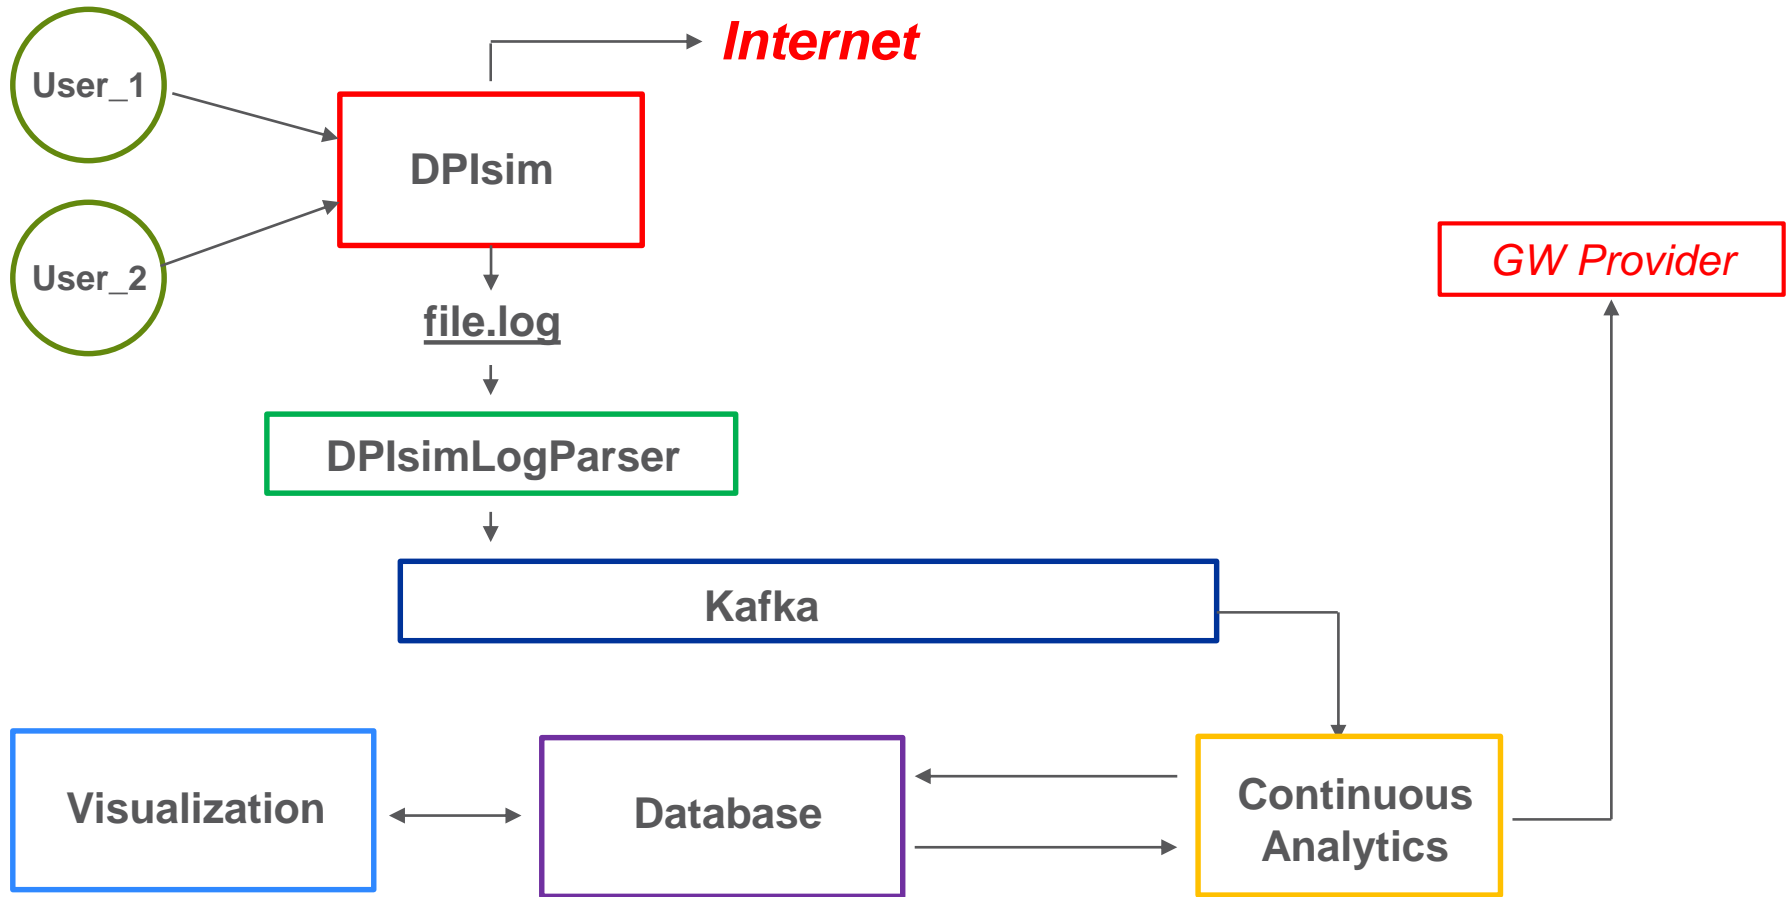 Internet
User_1
DPIsim
User_2
GW Provider
file.log
DPIsimLogParser
Kafka
Visualization
Database
Continuous
Analytics